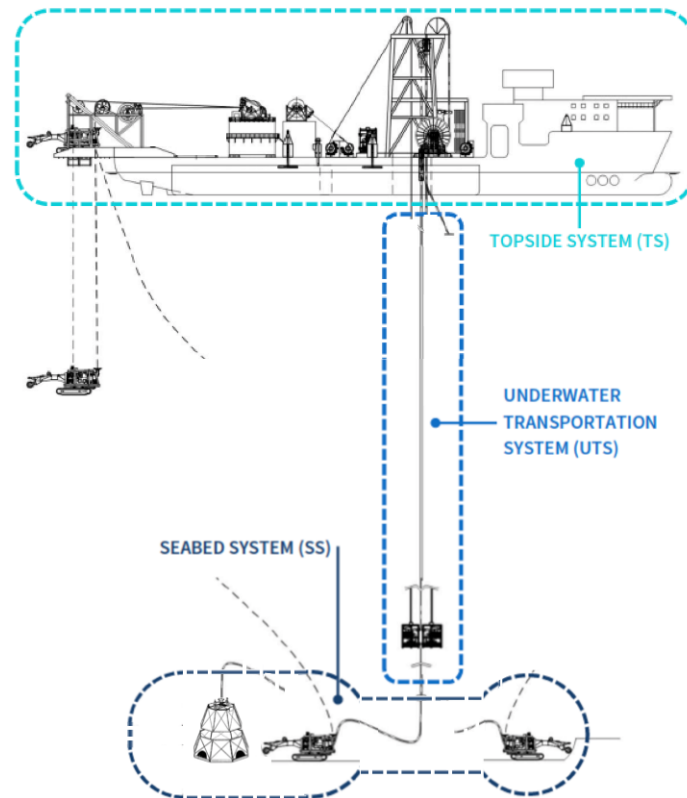 TOPSIDE SYSTEM (TS)
UNDERWATER
TRANSPORTATION
SYSTEM (UTS)
SEABED SYSTEM (SS)